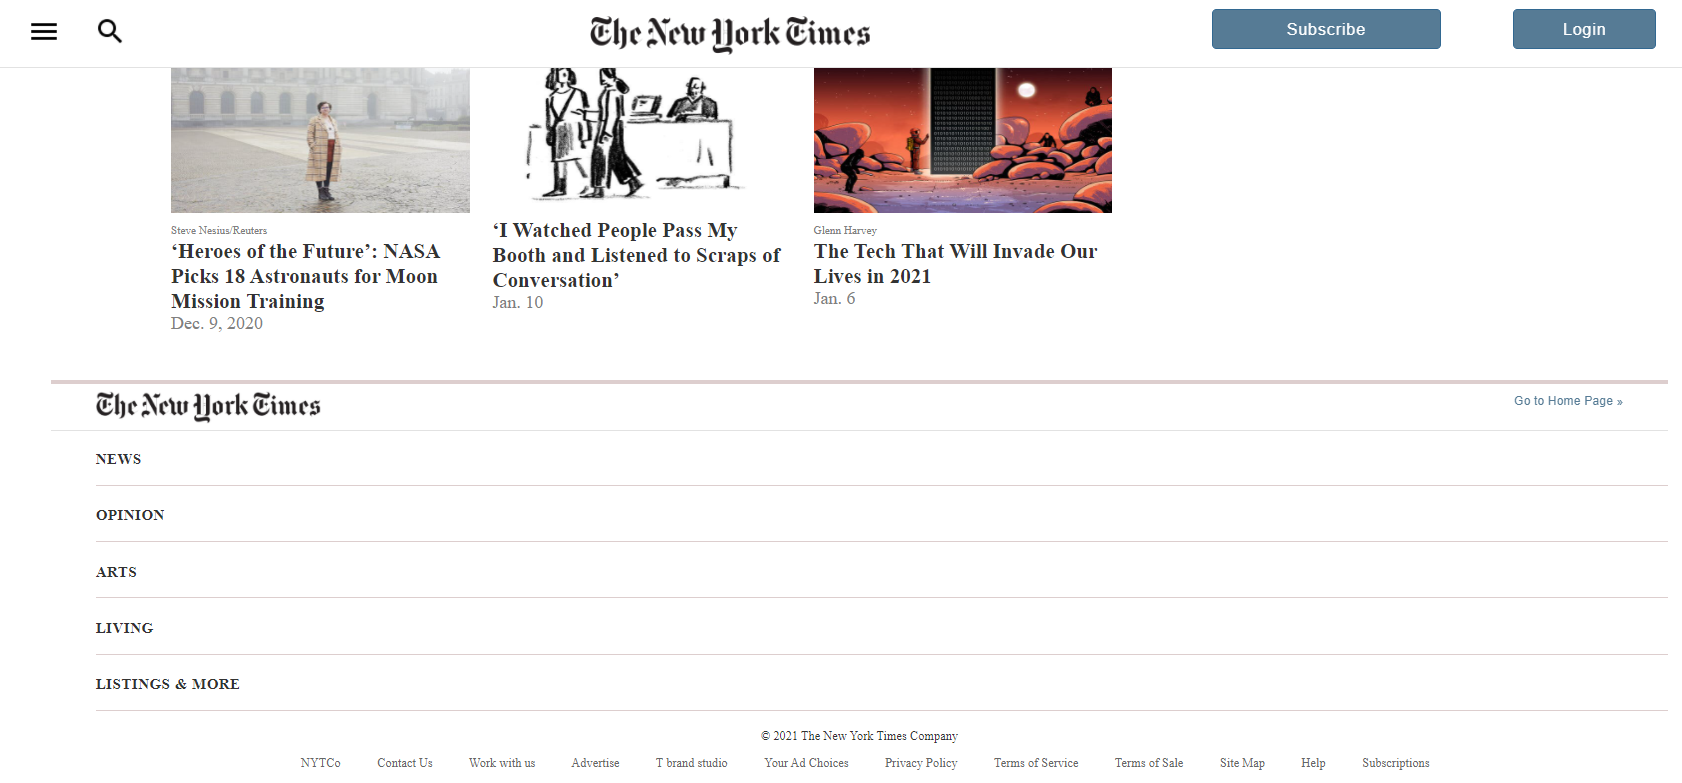 The New York Times
Subscribe
Login
Steve Nesius/Reuters
‘Heroes of the Future’: NASA
Picks 18 Astronauts for Moon
Mission Training
Dec. 9, 2020
‘I Watched People Pass My
Booth and Listened to Scraps of
Conversation’
Jan. 10
Glenn Harvey
The Tech That Will Invade Our
Lives in 2021
Jan. 6
The New York Times
Go to Home Page »
NEWS
OPINION
ARTS
LIVING
LISTINGS & MORE
© 2021 The New York Times Company
NYTCo Contact Us Work with us Advertise T brand studio Your Ad Choices Privacy Policy Terms of Service Terms of Sale Site Map Help Subscriptions